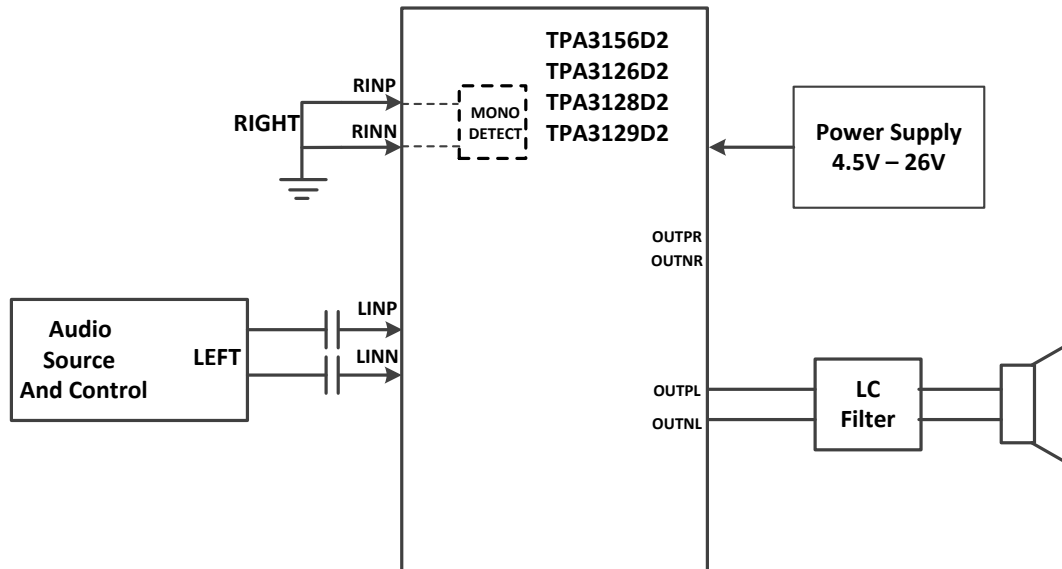 TPA3156D2
TPA3126D2
TPA3128D2
TPA3129D2
RINP
RIGHT
RINN
MONO
DETECT
Power Supply
4.5V – 26V
OUTPR
OUTNR
Audio
Source
And Control
LEFT
LINP
LINN
OUTPL
OUTNL
LC
Filter